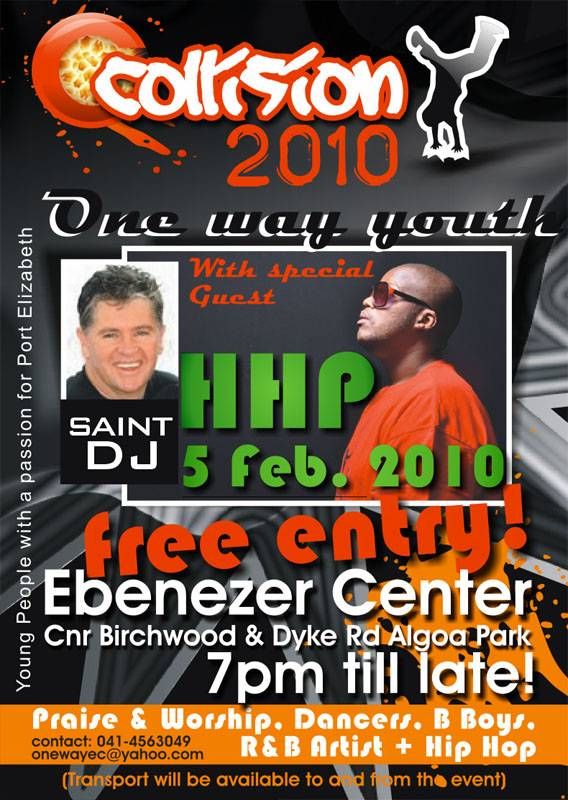 Collision
2010
One way youth
Young People with a passion for Port Elizabeth
With special
Guest
HHP
SAINT
DJ
5 Feb. 2010
free entry!
Ebenezer Center
Cnr Birchwood & Dyke Rd Algoa Park
7pm till late!
Praise & Worship, Dancers, B Boys,
R&B Artist + Hip Hop
contact: 041-4563049
onewayec@yahoo.com
(Transport will be available to and from the event)